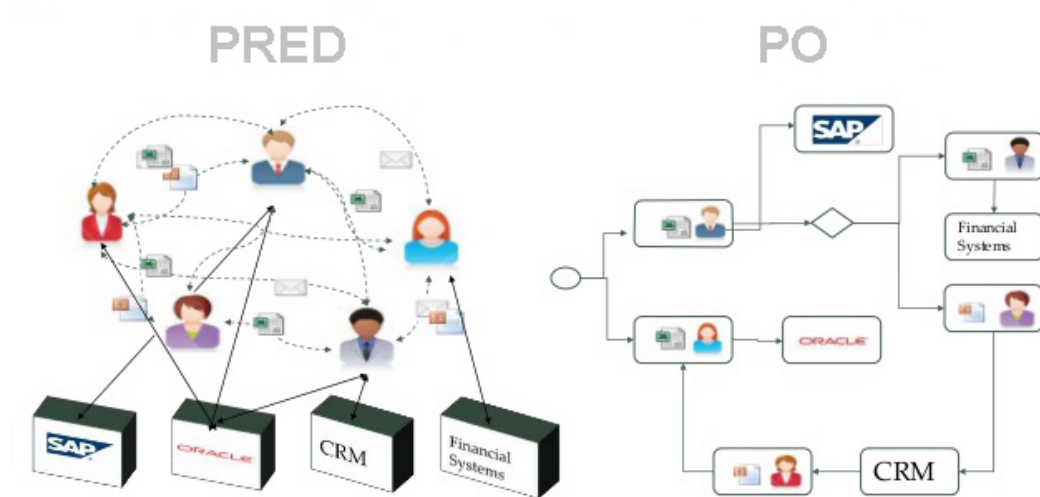 PRED
PO
SAP
Financial
Systems
ORACLE
SAP
ORACLE
CRM
Financial
Systems
CRM